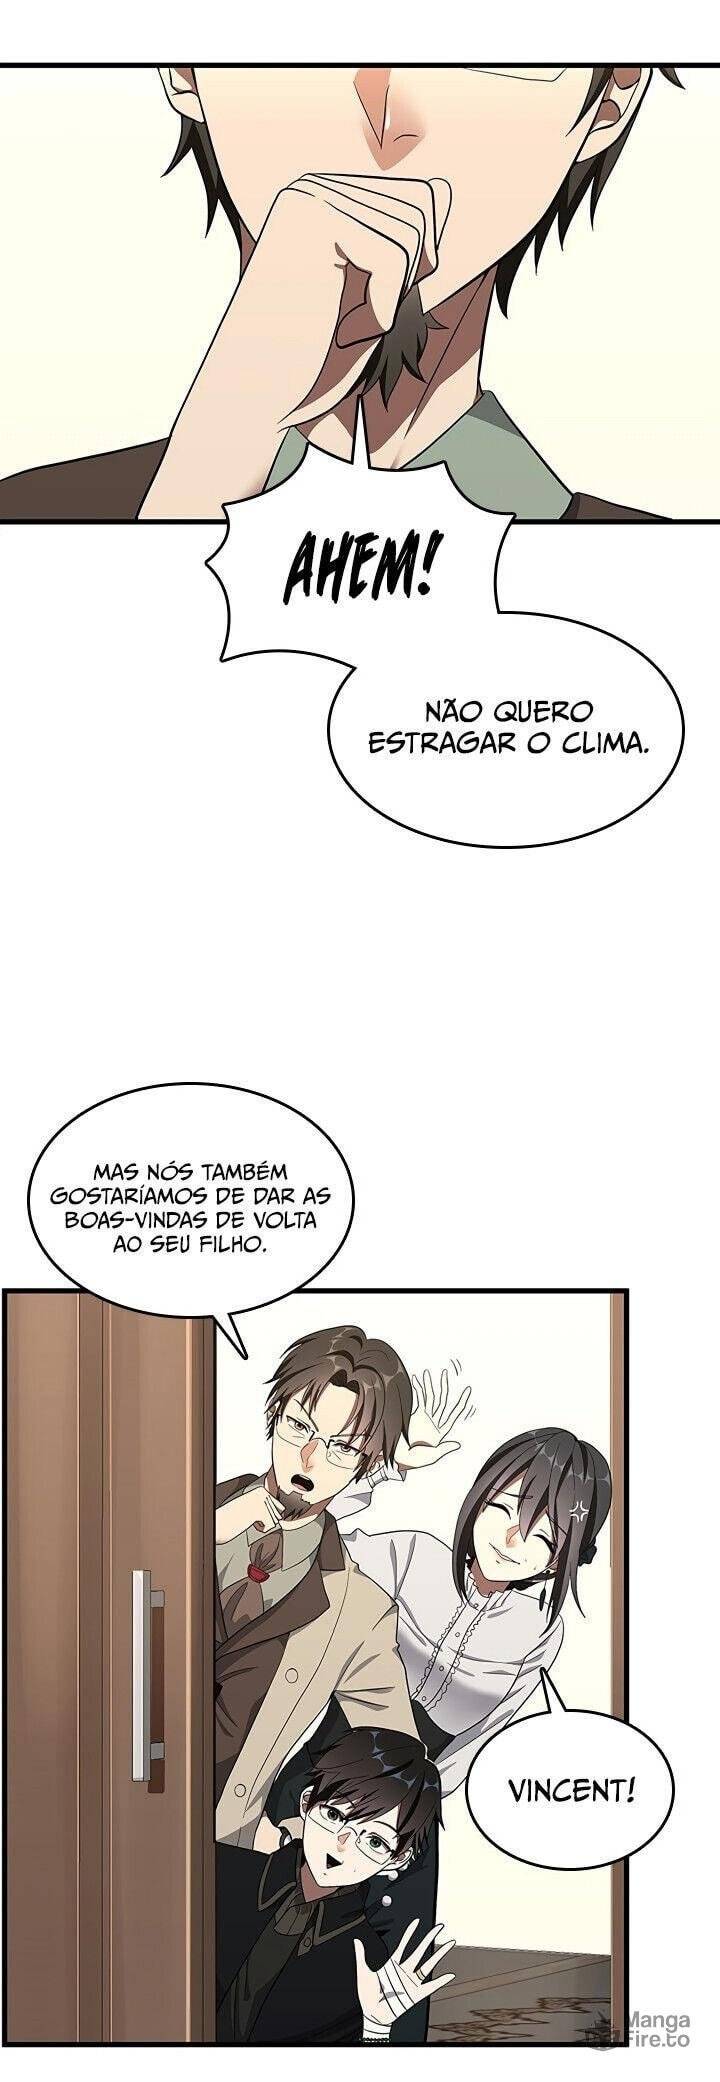 AHEM!
NÃO QUERO
ESTRAGAR O CLIMA.
MAS NÓS TAMBÉM
GOSTARÍAMOS DE DAR AS
BOAS-VINDAS DE VOLTA
AO SEU FILHO.
VINCENT!
Manga
Fire.to